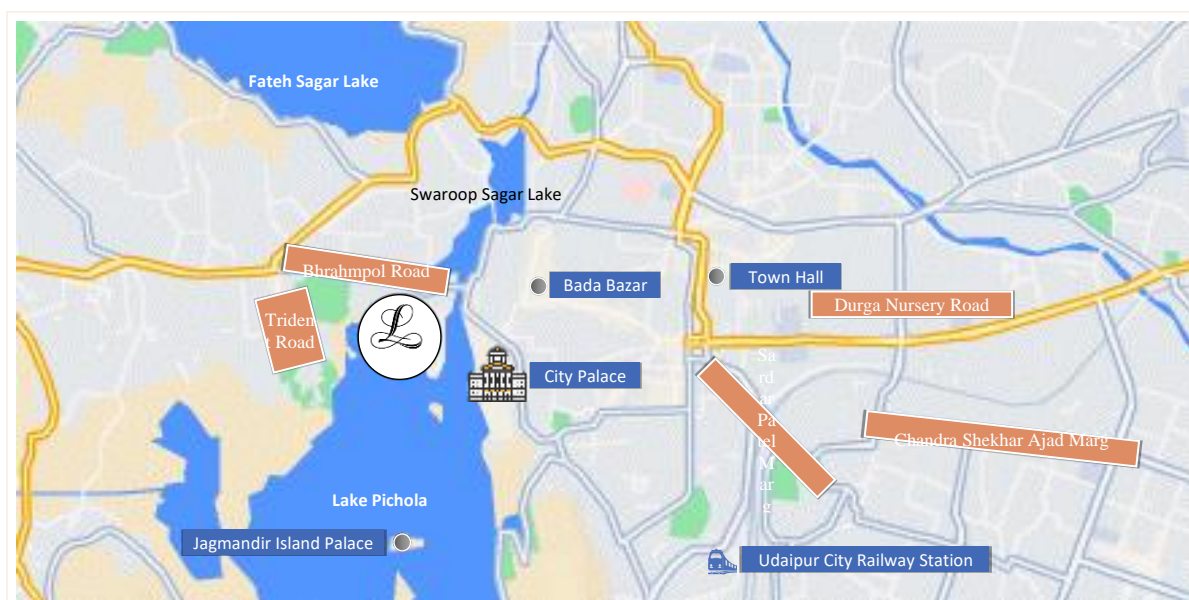 Fateh Sagar Lake
Swaroop Sagar Lake
Bhrahmpol Road
Bada Bazar
Town Hall
Durga Nursery Road
Triden
t Road
L
City Palace
Sa
rd
ar
Pa
tel
M
ar
g
Chandra Shekhar Ajad Marg
Lake Pichola
Jagmandir Island Palace
Udaipur City Railway Station